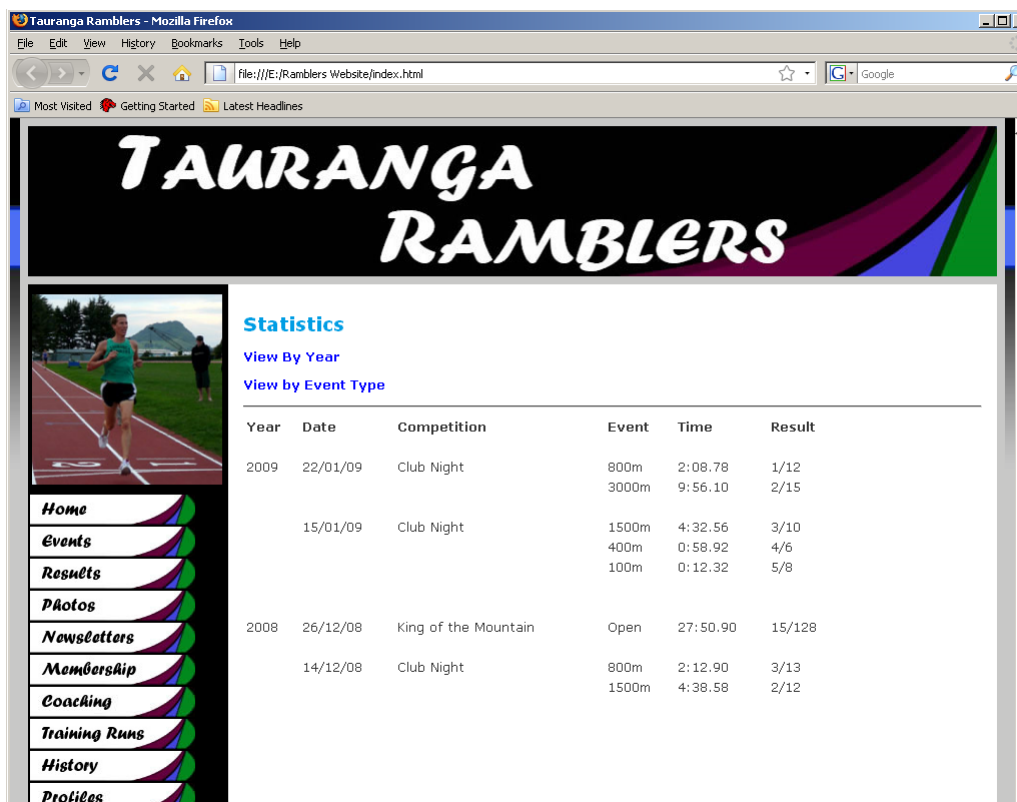 Tauranga Ramblers - Mozilla Firefox
File Edit View History Bookmarks Tools Help
file:///E:/Ramblers Website/index.html
G Google
Most Visited Getting Started Latest Headlines
TAURANGA
RAMBLERS
Statistics
View By Year
View by Event Type
Year Date Competition Event Time Result
2009 22/01/09 Club Night 800m 2:08.78 1/12
3000m 9:56.10 2/15
15/01/09 Club Night 1500m 4:32.56 3/10
400m 0:58.92 4/6
100m 0:12.32 5/8
2008 26/12/08 King of the Mountain Open 27:50.90 15/128
14/12/08 Club Night 800m 2:12.90 3/13
1500m 4:38.58 2/12
Home
Events
Results
Photos
Newsletters
Membership
Coaching
Training Runs
History
Profiles